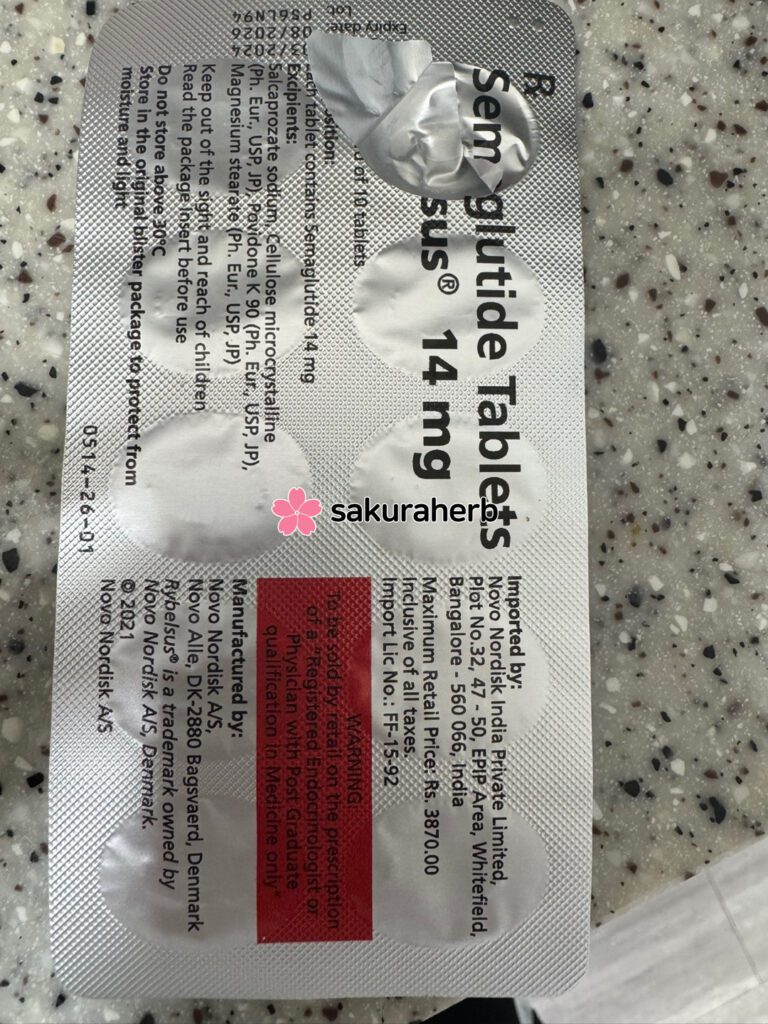 Rx
Sem glutide Tablets
sus® 14 mg
of 10 tablets
ach tablet contains Semaglutide 14 mg
Excipients:
Salcaprozate sodium, Cellulose microcrystalline
(Ph. Eur., USP, JP), Povidone K 90 (Ph. Eur., USP, JP),
Magnesium stearate (Ph. Eur., USP, JP)
Keep out of the sight and reach of children
Read the package insert before use
Do not store above 30°C
Store in the original blister package to protect from
moisture and light
0514-26-01
Imported by:
Novo Nordisk India Private Limited,
Plot No.32, 47 - 50, EPIP Area, Whitefield,
Bangalore - 560 066, India
Maximum Retail Price: Rs. 3870.00
Inclusive of all taxes.
Import Lic No.: FF-15-92
WARNING:
To be sold by retail on the prescription
of a "Registered Endocrinologist or
Physician with Post Graduate
qualification in Medicine only"
Manufactured by:
Novo Nordisk A/S,
Novo Alle, DK-2880 Bagsvaerd, Denmark
Rybelsus® is a trademark owned by
Novo Nordisk A/S, Denmark.
© 2021
Novo Nordisk A/S
Expiry date:
Lot:
PS6LN94
sakuraherb